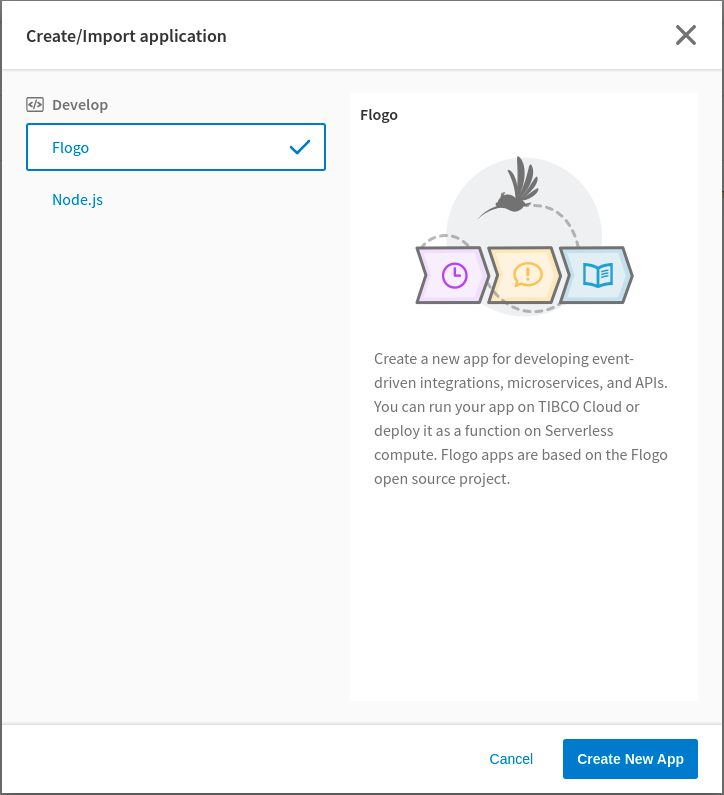 Create/Import application
Develop
Flogo
Node.js
Flogo
Create a new app for developing event-
driven integrations, microservices, and APIs.
You can run your app on TIBCO Cloud or
deploy it as a function on Serverless
compute. Flogo apps are based on the Flogo
open source project.
Cancel
Create New App